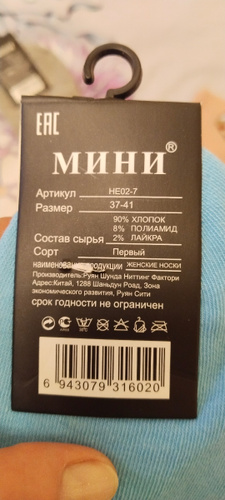 EAC
МИНИ®
Артикул HE02-7
Размер 37-41
90% ХЛОПОК
8% ПОЛИАМИД
Состав сырья 2% ЛАЙКРА
Сорт Первый
наименование продукции ЖЕНСКИЕ НОСКИ
Производитель:Руян Шунда Ниттинг Фактори
Адрес:Китай, 1288 Шаньдун Роад, Зона
экономического развития, Руян Сити
срок годности не ограничен
6 943079 316020